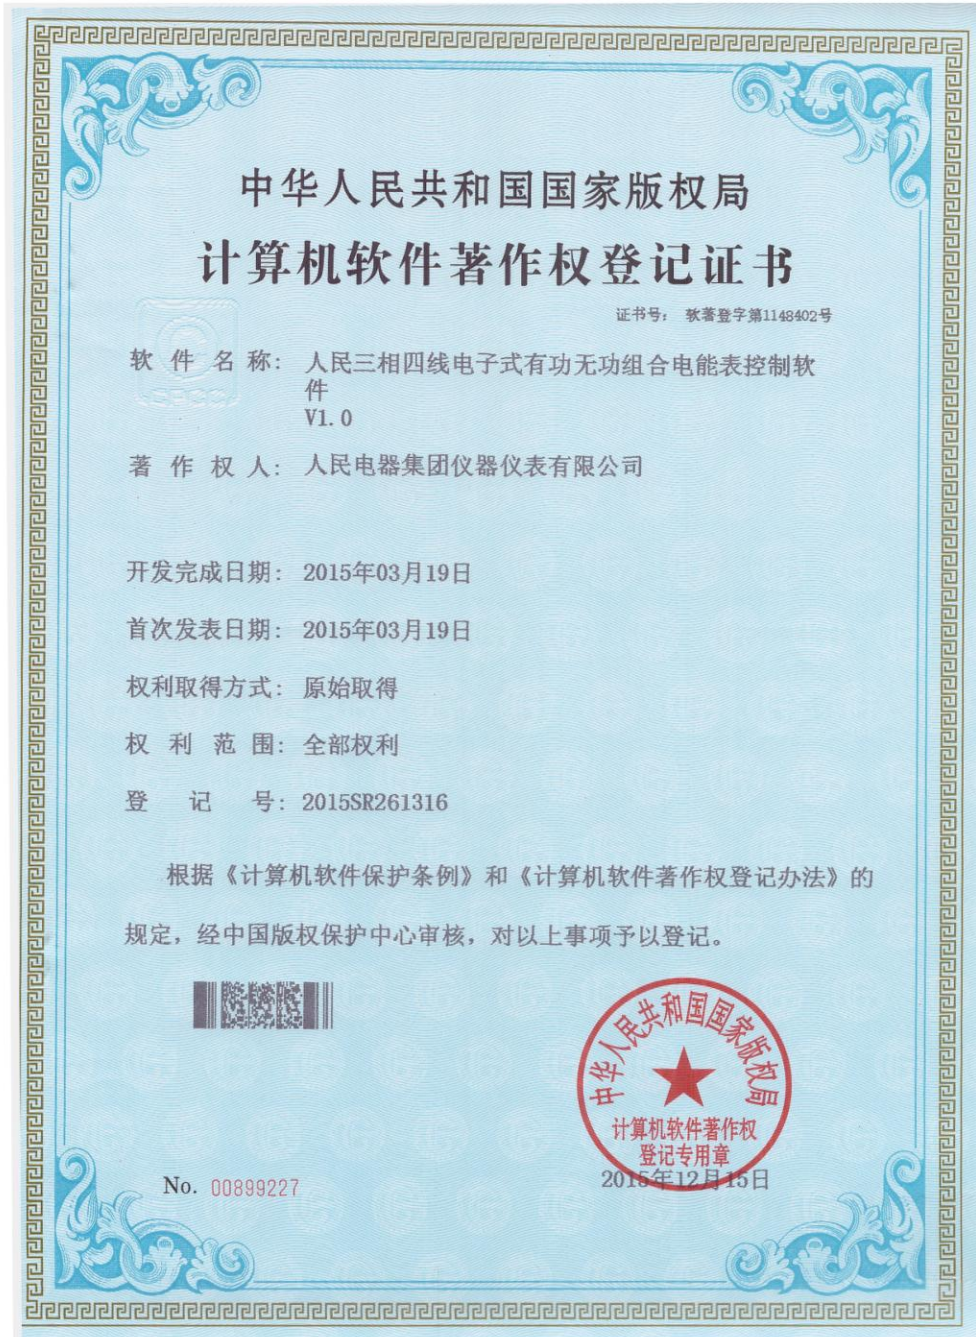 中华人民共和国国家版权局
计算机软件著作权登记证书
证书号： 软著登字第1148402号
软件名称： 人民三相四线电子式有功无功组合电能表控制软
件
V1.0
著作权人： 人民电器集团仪器仪表有限公司
开发完成日期： 2015年03月19日
首次发表日期： 2015年03月19日
权利取得方式： 原始取得
权利范围： 全部权利
登记号： 2015SR261316
根据《计算机软件保护条例》和《计算机软件著作权登记办法》的
规定，经中国版权保护中心审核，对以上事项予以登记。
中华人民共和国国家版权局
计算机软件著作权
登记专用章
2015年12月15日
No. 00899227